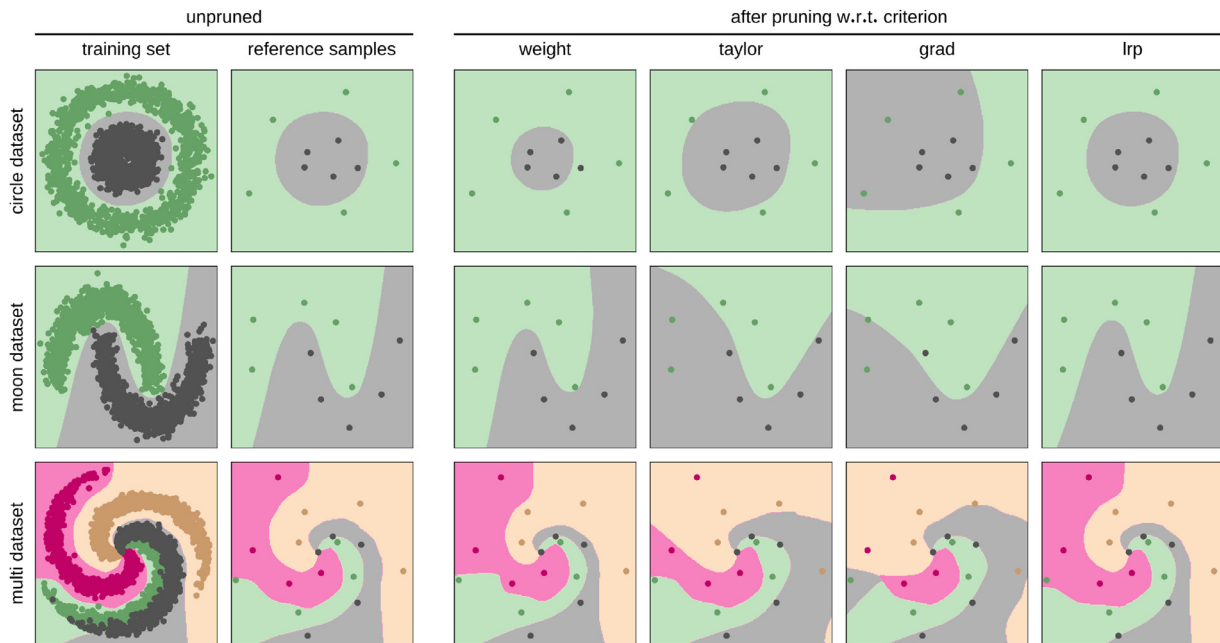 unpruned
after pruning w.r.t. criterion
training set
reference samples
weight
taylor
grad
lrp
circle dataset
moon dataset
multi dataset